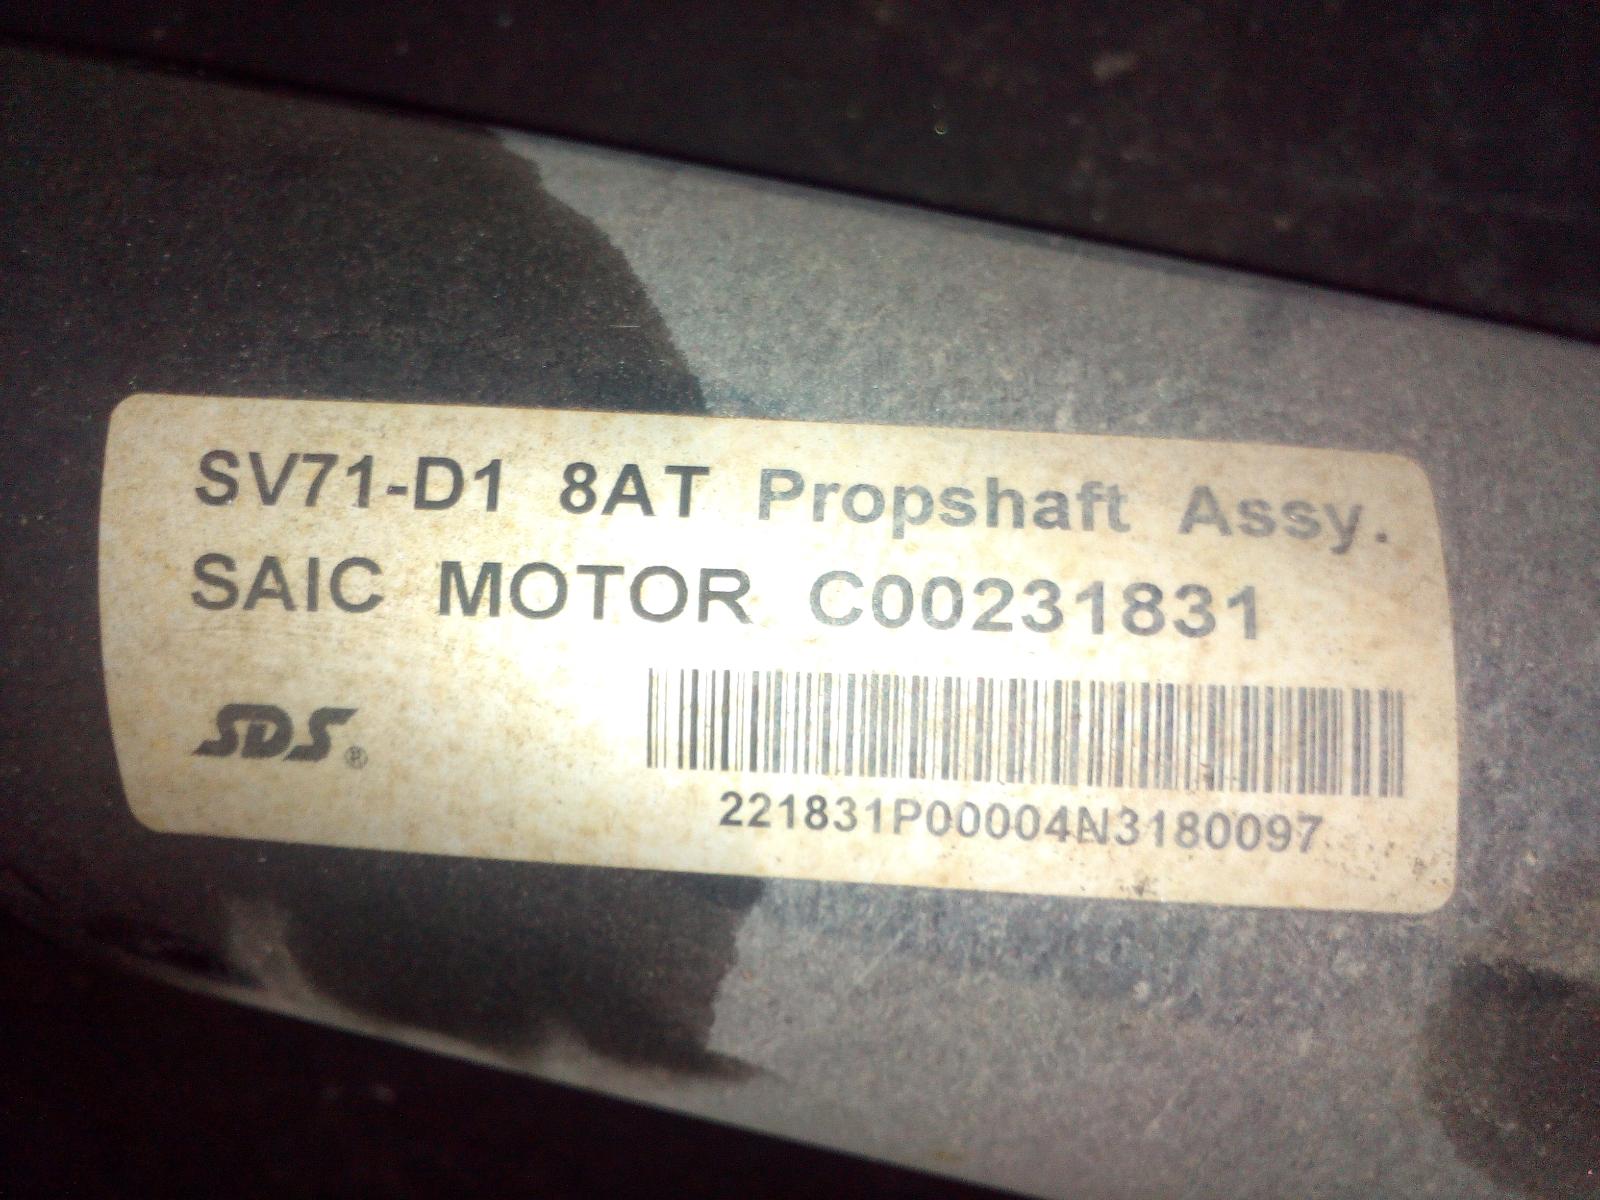 SV71-D1 8AT Propshaft Assy.
SAIC MOTOR C00231831
SDS®
221831P00004N3180097